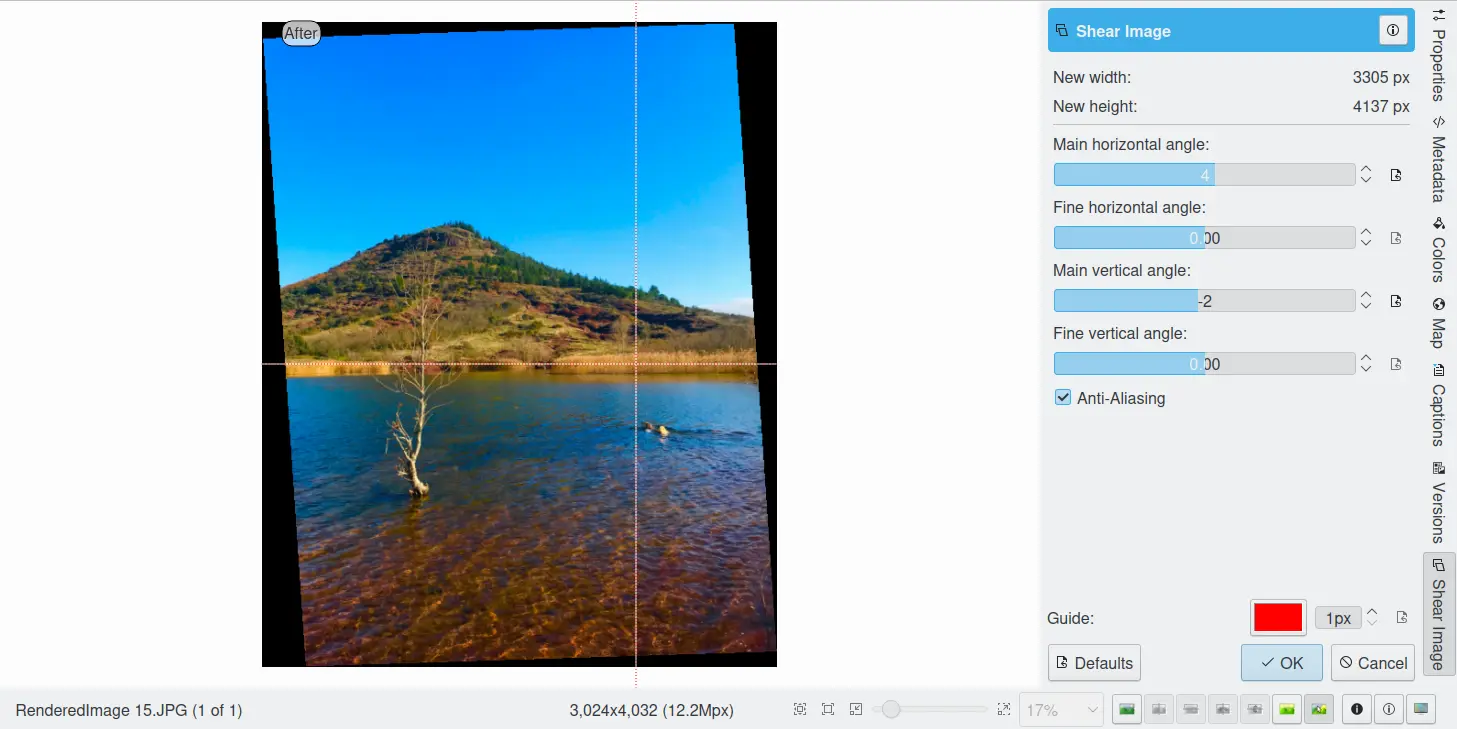 After
Shear Image
New width: 3305 px
New height: 4137 px
Main horizontal angle:
4
Fine horizontal angle:
0.00
Main vertical angle:
-2
Fine vertical angle:
0.00
Anti-Aliasing
Guide: 1px
Defaults OK Cancel
Properties
Metadata
Colors
Map
Captions
Versions
Shear Image
RenderedImage 15.JPG (1 of 1) 3,024x4,032 (12.2Mpx) 17%